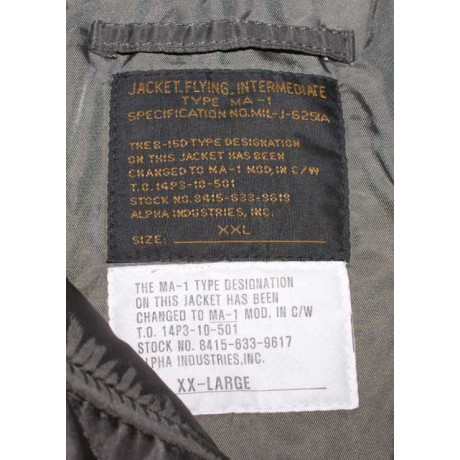 JACKET, FLYING, INTERMEDIATE
TYPE MA-1
SPECIFICATION NO. MIL-J-8251A
THE B-15D TYPE DESIGNATION
ON THIS JACKET HAS BEEN
CHANGED TO MA-1 MOD, IN C/W
T.O. 14P3-10-501
STOCK NO. 8415-633-9619
ALPHA INDUSTRIES, INC.
XXL
SIZE:
THE MA-1 TYPE DESIGNATION
ON THIS JACKET HAS BEEN
CHANGED TO MA-1 MOD. IN C/W
T.O. 14P3-10-501
STOCK NO. 8415-633-9617
ALPHA INDUSTRIES,INC.
XX-LARGE